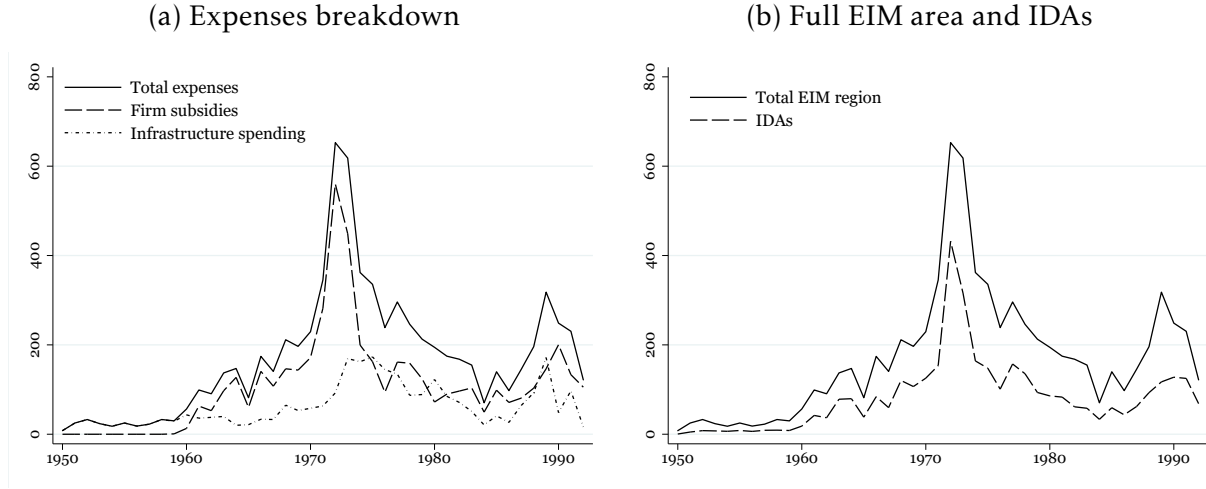 (a) Expenses breakdown
800
600
400
200
0
Total expenses
Firm subsidies
Infrastructure spending
1950 1960 1970 1980 1990
(b) Full EIM area and IDAs
800
600
400
200
0
Total EIM region
IDAs
1950 1960 1970 1980 1990